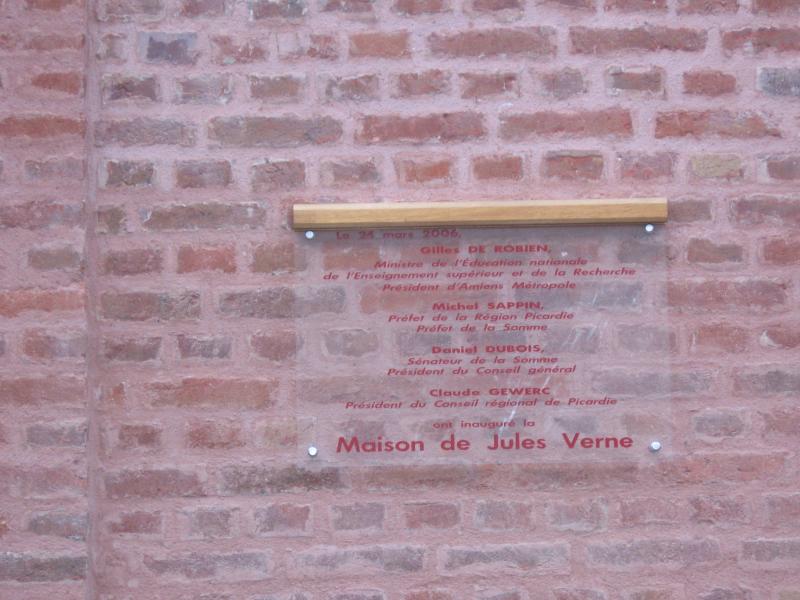 Le 24 mars 2006,
Gilles DE ROBIEN,
Ministre de l'Éducation nationale
de l'Enseignement supérieur et de la Recherche
Président d'Amiens Métropole
Michel SAPPIN,
Préfet de la Région Picardie
Préfet de la Somme
Daniel DUBOIS,
Sénateur de la Somme
Président du Conseil général
Claude GEWERC
Président du Conseil régional de Picardie
ont inauguré la
Maison de Jules Verne